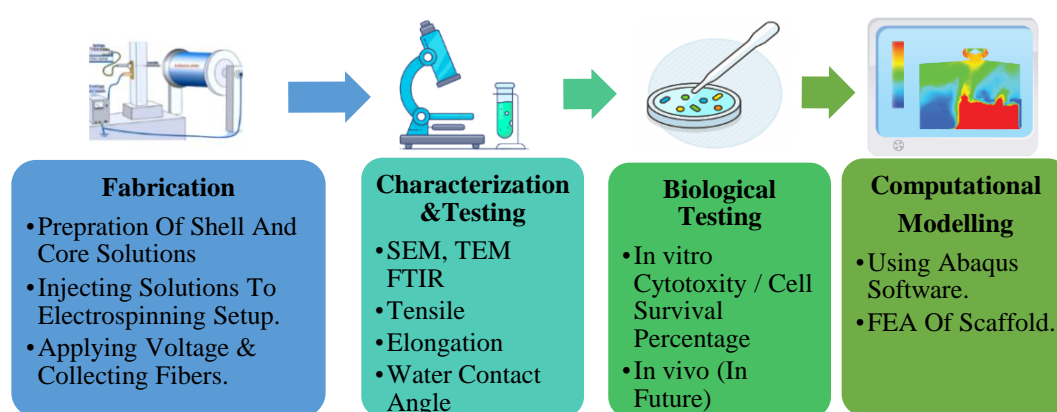 Fabrication
•Prepration Of Shell And
Core Solutions
•Injecting Solutions To
Electrospinning Setup.
•Applying Voltage &
Collecting Fibers.
Characterization
&Testing
•SEM, TEM
FTIR
•Tensile
•Elongation
•Water Contact
Angle
Biological
Testing
•In vitro
Cytotoxity / Cell
Survival
Percentage
•In vivo (In
Future)
Computational
Modelling
•Using Abaqus
Software.
•FEA Of Scaffold.